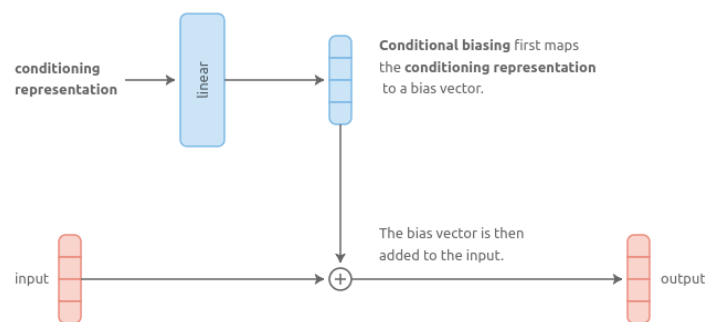 conditioning
representation
linear
Conditional biasing first maps
the conditioning representation
to a bias vector.
The bias vector is then
added to the input.
input
+
output